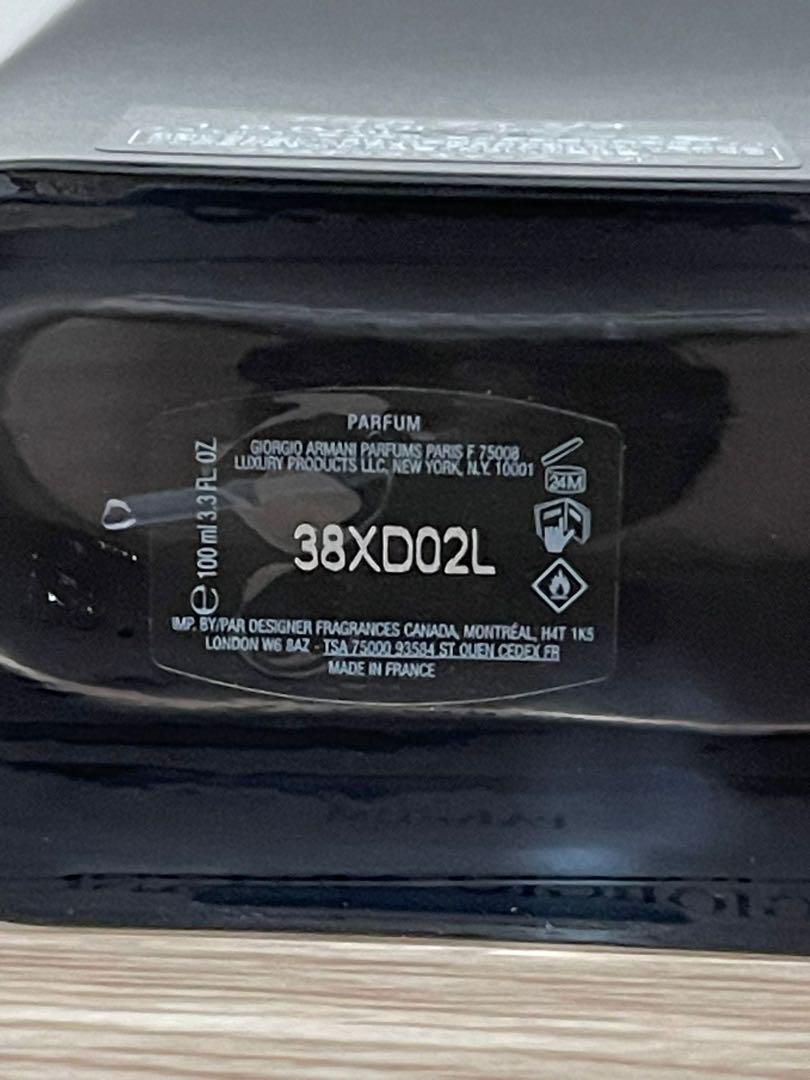 PARFUM
GIORGIO ARMANI PARFUMS PARIS F 75008
LUXURY PRODUCTS LLC, NEW YORK, N.Y. 10001
24M
e 100 ml 3.3 FL. OZ
38XD02L
IMP. BY/PAR DESIGNER FRAGRANCES CANADA, MONTRÉAL, H4T 1K5
LONDON W6 8AZ - TSA 75000 93584 ST OUEN CEDEX FR
MADE IN FRANCE